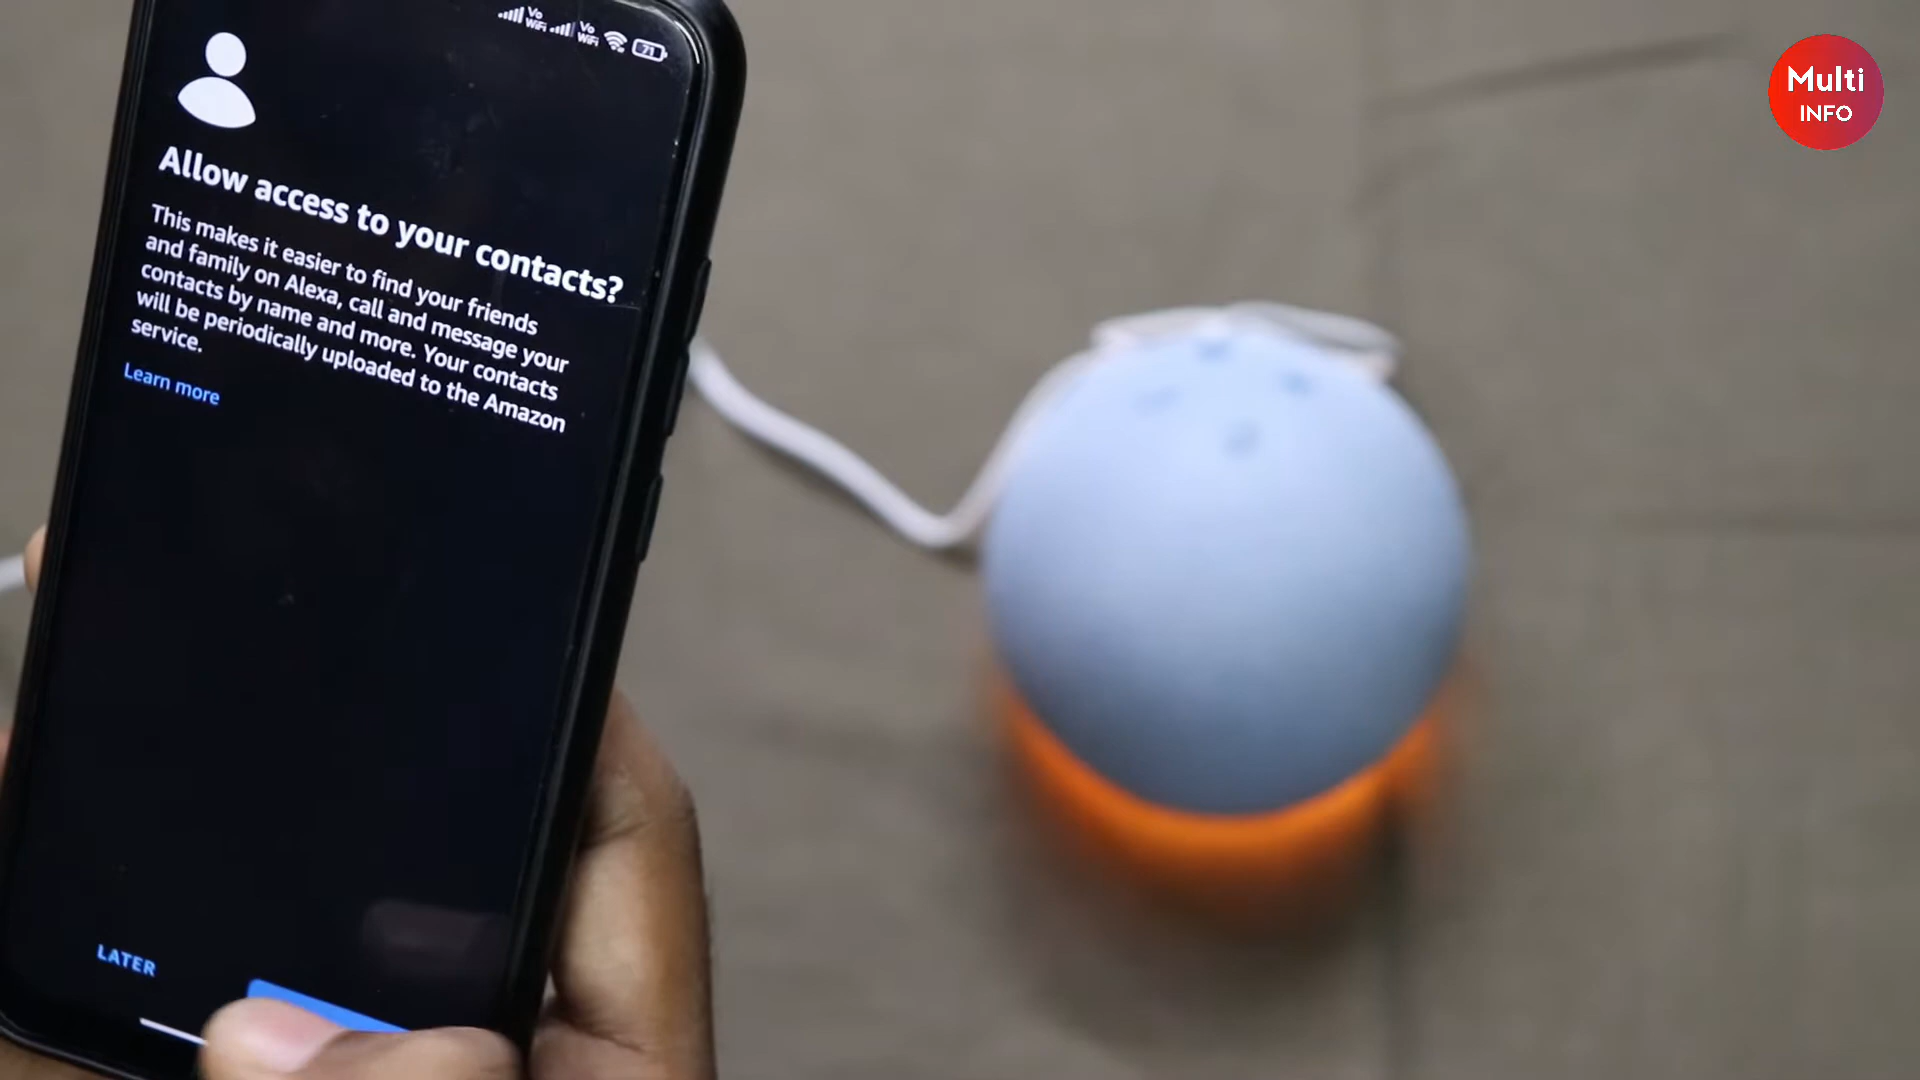 Vo
WiFi
Vo
WiFi
71
Multi
INFO
Allow access to your contacts?
This makes it easier to find your friends
and family on Alexa, call and message your
contacts by name and more. Your contacts
will be periodically uploaded to the Amazon
service.
Learn more
LATER